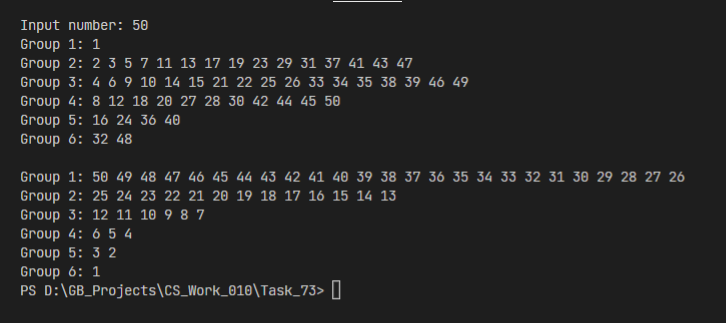 Input number: 50
Group 1: 1
Group 2: 2 3 5 7 11 13 17 19 23 29 31 37 41 43 47
Group 3: 4 6 9 10 14 15 21 22 25 26 33 34 35 38 39 46 49
Group 4: 8 12 18 20 27 28 30 42 44 45 50
Group 5: 16 24 36 40
Group 6: 32 48
Group 1: 50 49 48 47 46 45 44 43 42 41 40 39 38 37 36 35 34 33 32 31 30 29 28 27 26
Group 2: 25 24 23 22 21 20 19 18 17 16 15 14 13
Group 3: 12 11 10 9 8 7
Group 4: 6 5 4
Group 5: 3 2
Group 6: 1
PS D:\GB_Projects\CS_Work_010\Task_73>